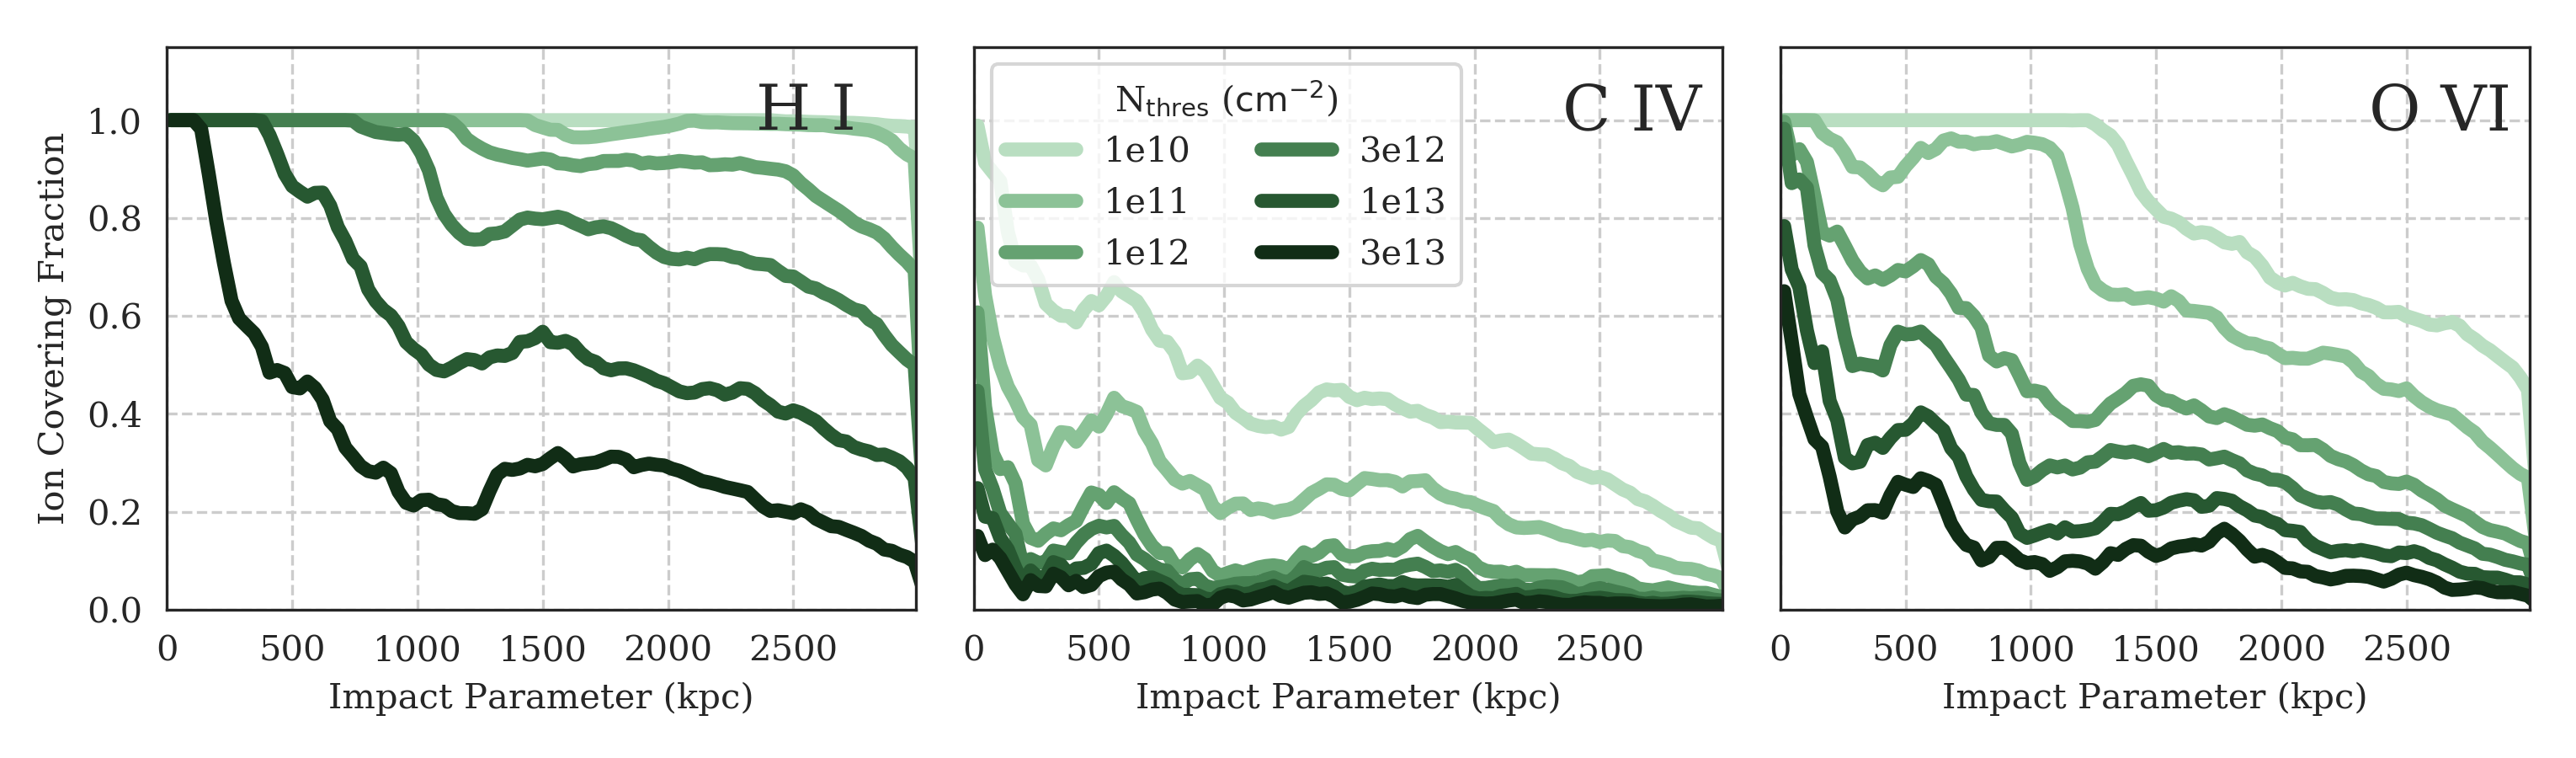 H I
C IV
O VI
N_thres (cm^-2)
1e10 3e12
1e11 1e13
1e12 3e13
Ion Covering Fraction
1.0
0.8
0.6
0.4
0.2
0.0
0 500 1000 1500 2000 2500
0 500 1000 1500 2000 2500
0 500 1000 1500 2000 2500
Impact Parameter (kpc)
Impact Parameter (kpc)
Impact Parameter (kpc)